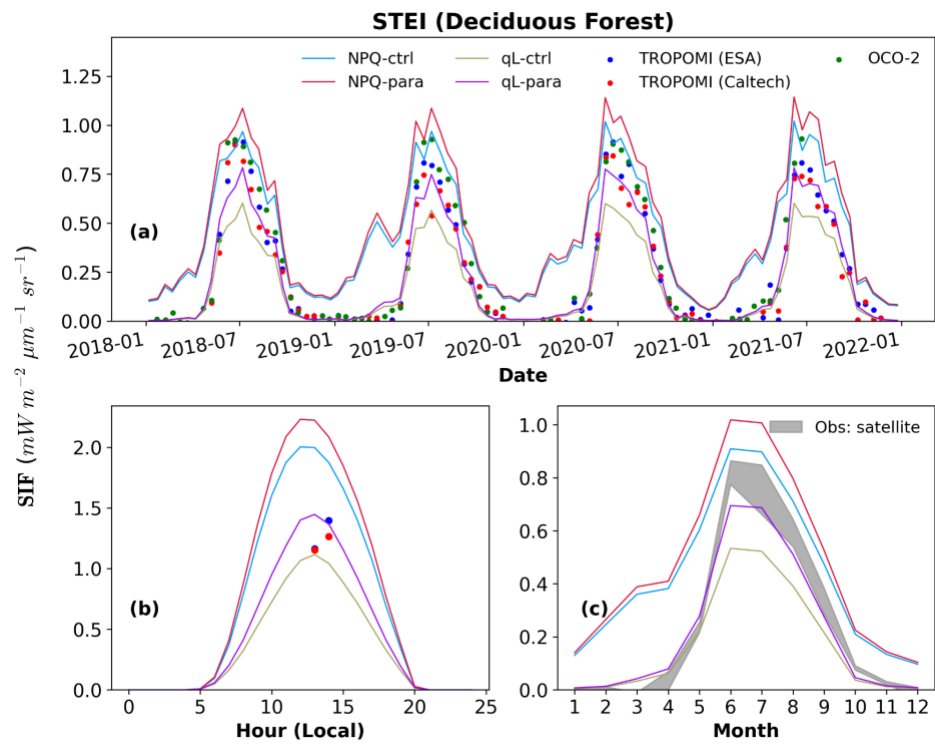 STEI (Deciduous Forest)
NPQ-ctrl qL-ctrl TROPOMI (ESA) OCO-2
NPQ-para qL-para TROPOMI (Caltech)
1.25
1.00
0.75
0.50
0.25
0.00
(a)
2018-01 2018-07 2019-01 2019-07 2020-01 2020-07 2021-01 2021-07 2022-01
Date
SIF (mW m⁻² μm⁻¹ sr⁻¹)
2.0
1.5
1.0
0.5
0.0
(b)
0 5 10 15 20 25
Hour (Local)
1.0
0.8
0.6
0.4
0.2
0.0
Obs: satellite
(c)
1 2 3 4 5 6 7 8 9 10 11 12
Month